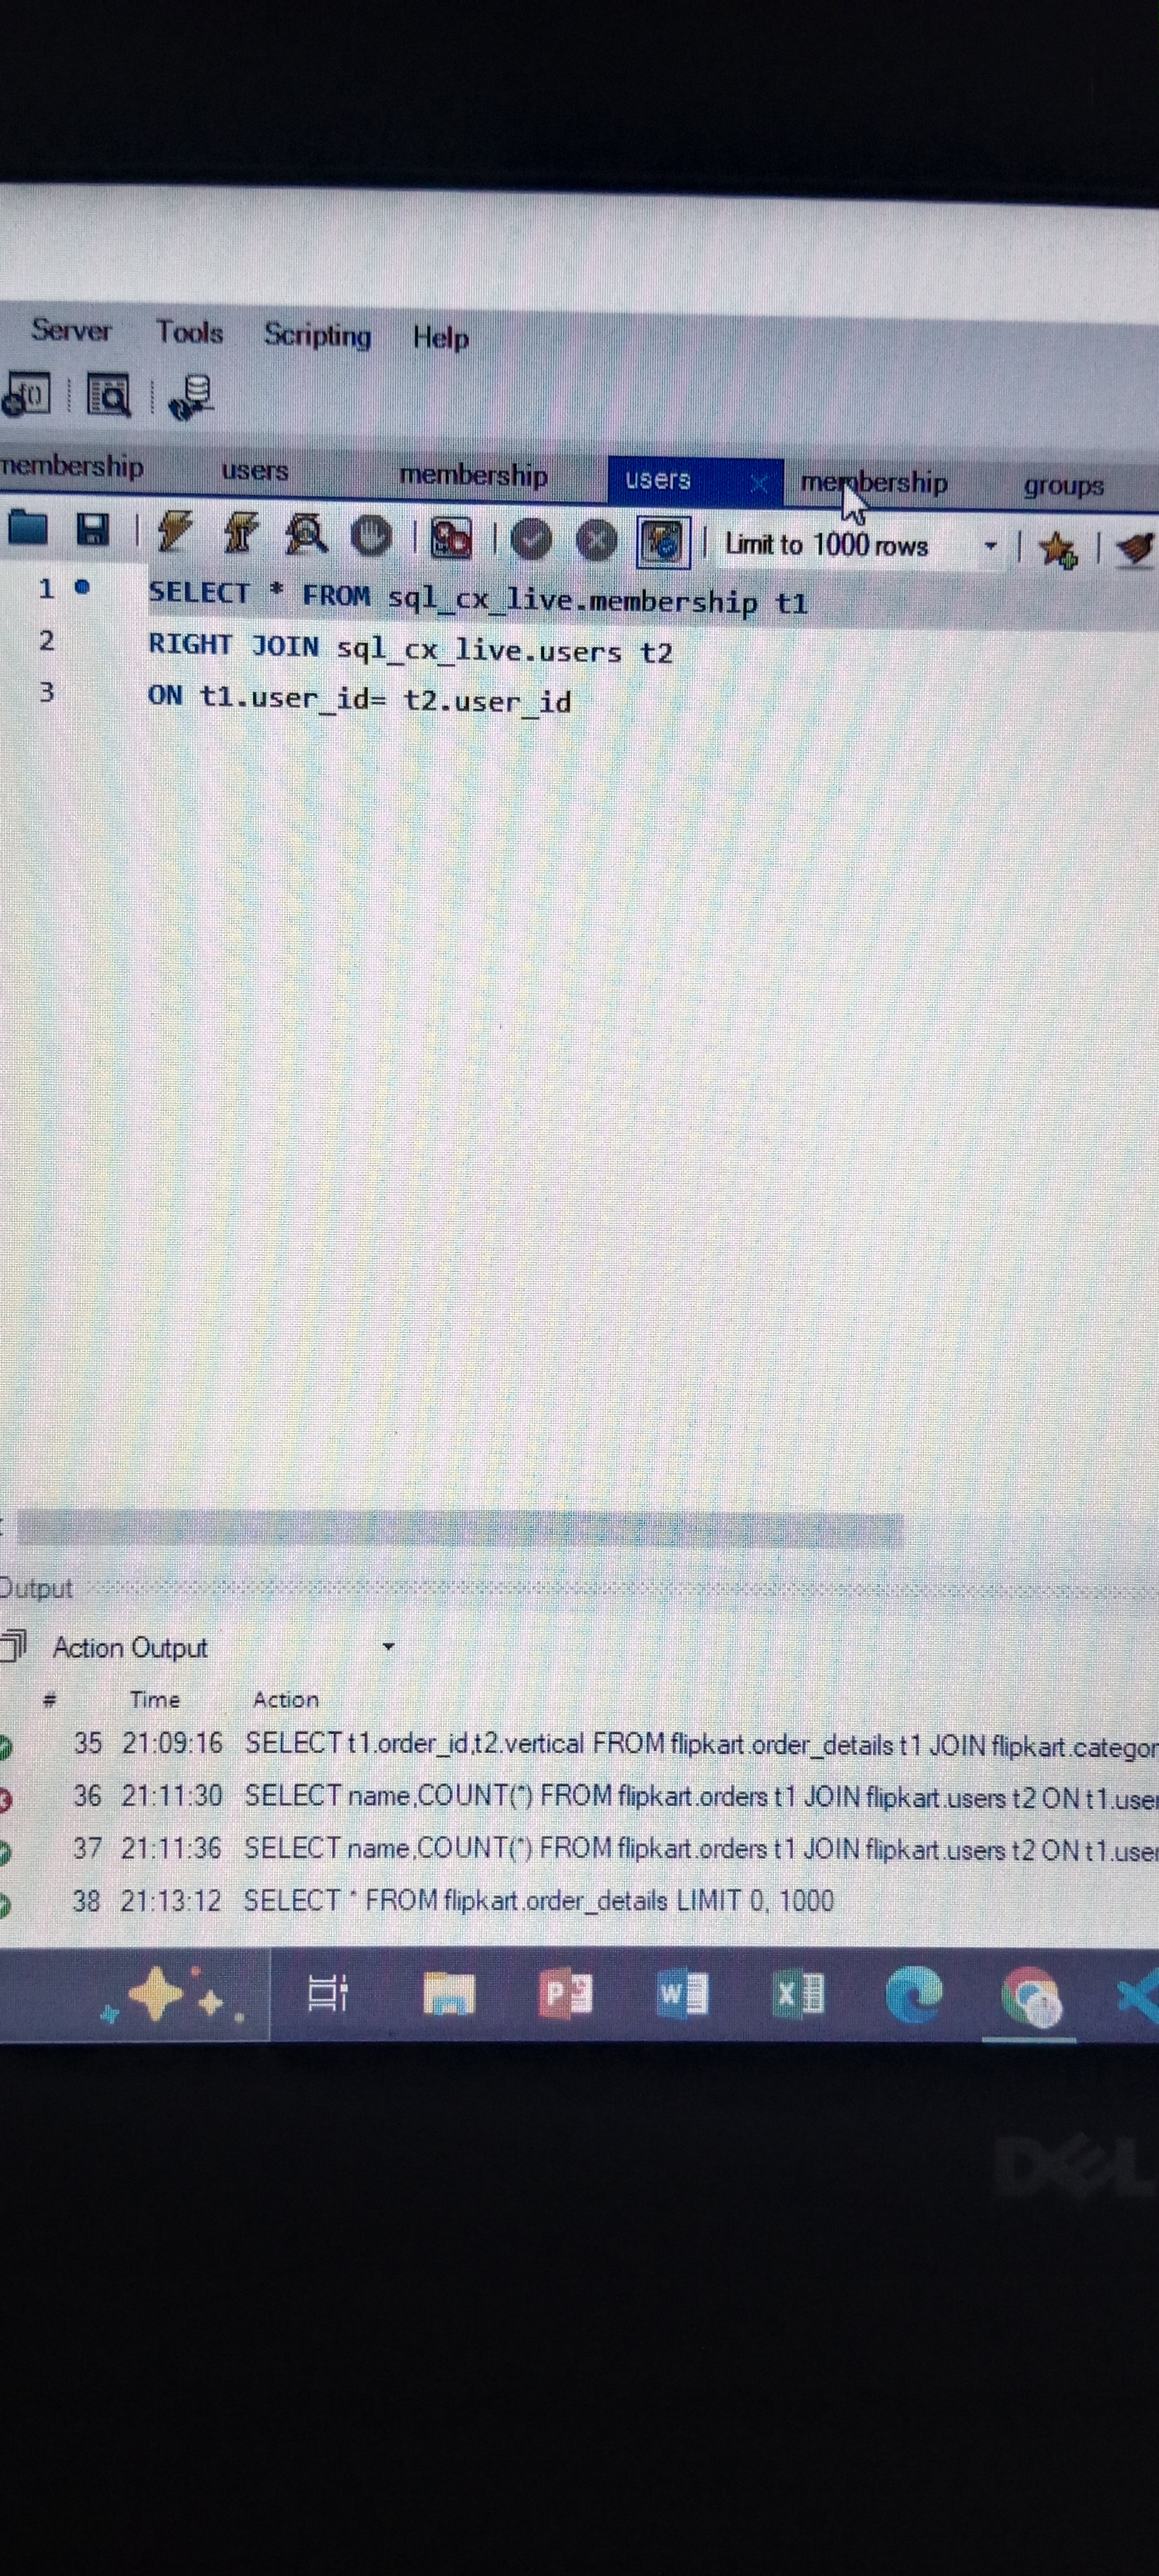 Server Tools Scripting Help
membership users membership users membership groups
Limit to 1000 rows
1 SELECT * FROM sql_cx_live.membership t1
2 RIGHT JOIN sql_cx_live.users t2
3 ON t1.user_id= t2.user_id
Output
Action Output
# Time Action
35 21:09:16 SELECT t1.order_id,t2.vertical FROM flipkart.order_details t1 JOIN flipkart.categor
36 21:11:30 SELECT name,COUNT(*) FROM flipkart.orders t1 JOIN flipkart.users t2 ON t1.user
37 21:11:36 SELECT name,COUNT(*) FROM flipkart.orders t1 JOIN flipkart.users t2 ON t1.user
38 21:13:12 SELECT * FROM flipkart.order_details LIMIT 0, 1000
DEL